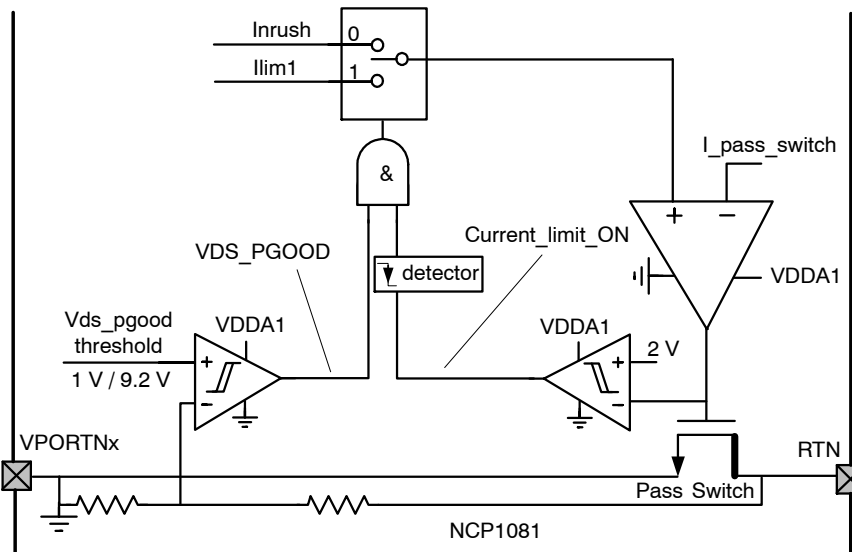 Inrush
0
Ilim1
1
I_pass_switch
&
+
−
VDS_PGOOD
Current_limit_ON
detector
VDDA1
Vds_pgood
threshold
1 V / 9.2 V
VDDA1
VDDA1
2 V
+
−
+
−
VPORTNx
RTN
Pass Switch
NCP1081